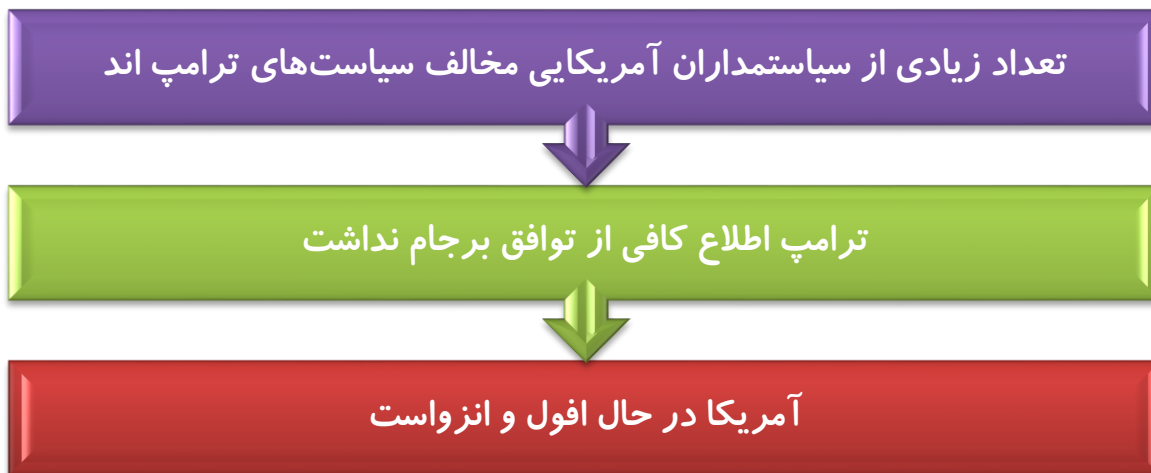 تعداد زیادی از سیاستمداران آمریکایی مخالف سیاست‌های ترامپ اند
ترامپ اطلاع کافی از توافق برجام نداشت
آمریکا در حال افول و انزواست